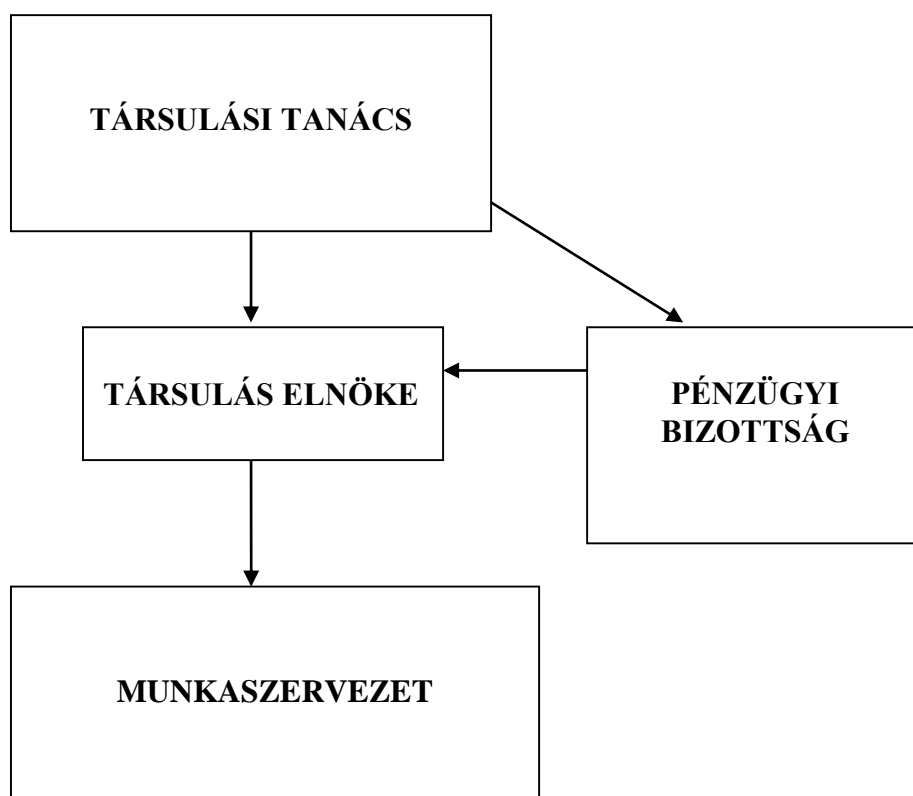 TÁRSULÁSI TANÁCS
TÁRSULÁS ELNÖKE
PÉNZÜGYI
BIZOTTSÁG
MUNKASZERVEZET